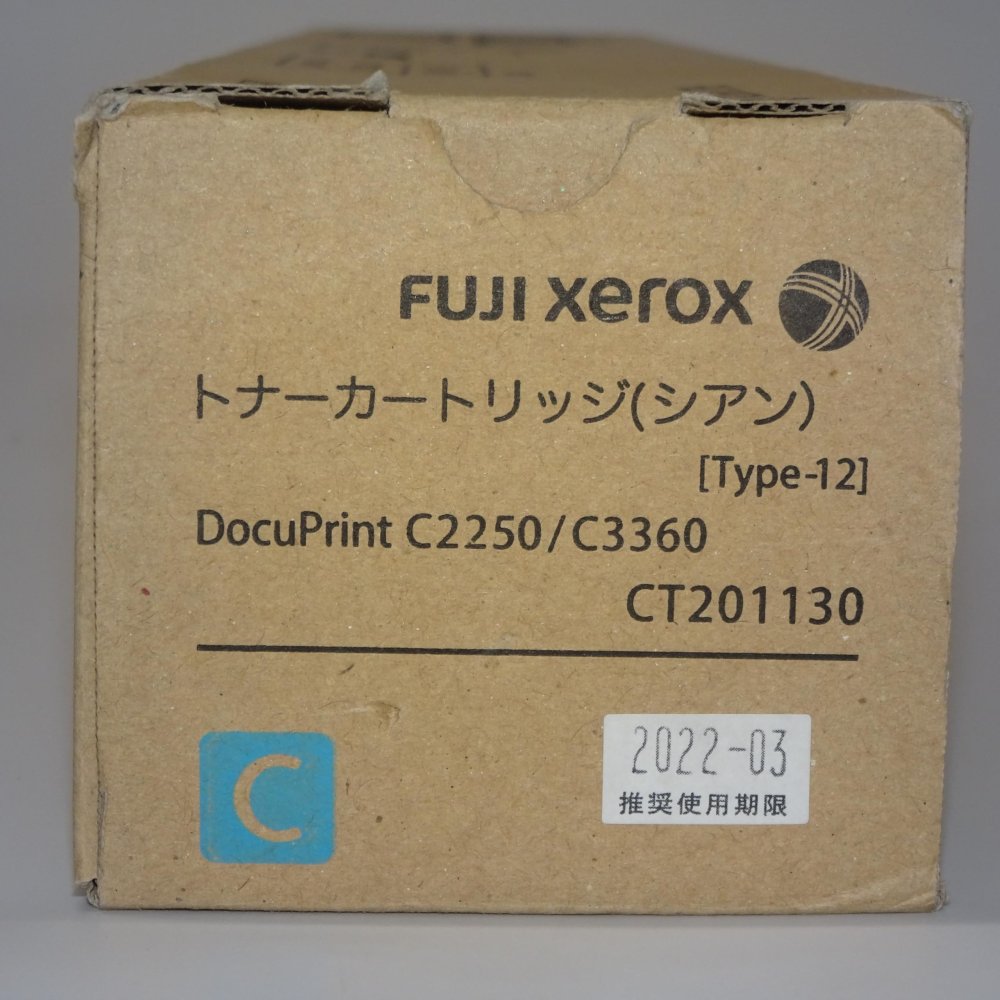 FUJI xerox
トナーカートリッジ(シアン)
[Type-12]
DocuPrint C2250/C3360
CT201130
C
2022-03
推奨使用期限